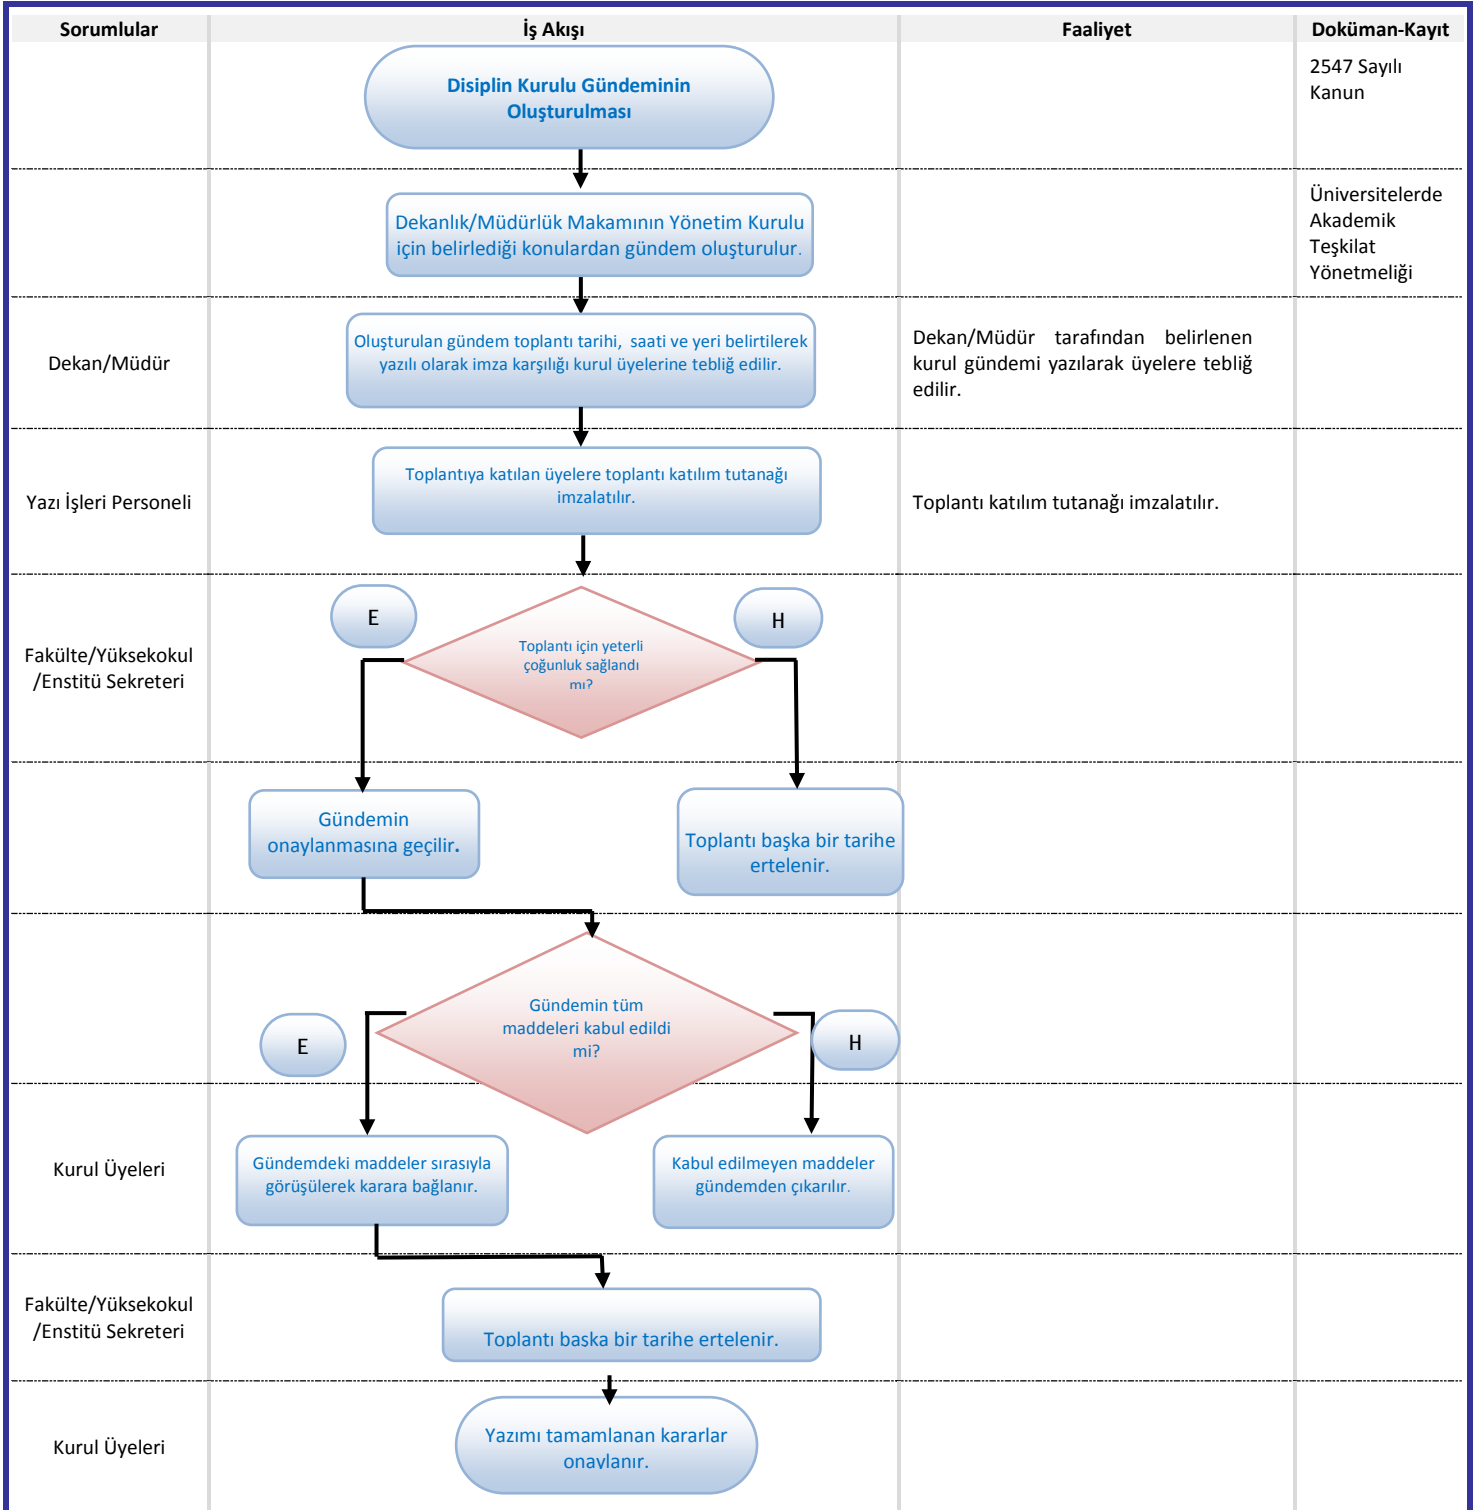 Sorumlular
İş Akışı
Faaliyet
Doküman-Kayıt
Disiplin Kurulu Gündeminin
Oluşturulması
2547 Sayılı
Kanun
Dekanlık/Müdürlük Makamının Yönetim Kurulu
için belirlediği konulardan gündem oluşturulur.
Üniversitelerde
Akademik
Teşkilat
Yönetmeliği
Dekan/Müdür
Oluşturulan gündem toplantı tarihi, saati ve yeri belirtilerek
yazılı olarak imza karşılığı kurul üyelerine tebliğ edilir.
Dekan/Müdür tarafından belirlenen
kurul gündemi yazılarak üyelere tebliğ
edilir.
Yazı İşleri Personeli
Toplantıya katılan üyelere toplantı katılım tutanağı
imzalatılır.
Toplantı katılım tutanağı imzalatılır.
Fakülte/Yüksekokul
/Enstitü Sekreteri
E
Toplantı için yeterli
çoğunluk sağlandı
mı?
H
Gündemin
onaylanmasına geçilir.
Toplantı başka bir tarihe
ertelenir.
E
Gündemin tüm
maddeleri kabul edildi
mi?
H
Kurul Üyeleri
Gündemdeki maddeler sırasıyla
görüşülerek karara bağlanır.
Kabul edilmeyen maddeler
gündemden çıkarılır.
Fakülte/Yüksekokul
/Enstitü Sekreteri
Toplantı başka bir tarihe ertelenir.
Kurul Üyeleri
Yazımı tamamlanan kararlar
onaylanır.